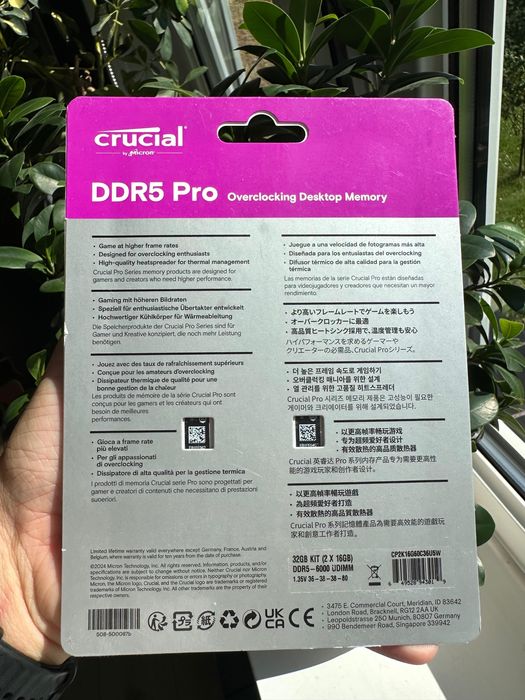 crucial
by Micron
DDR5 Pro Overclocking Desktop Memory
• Game at higher frame rates
• Designed for overclocking enthusiasts
• High-quality heatspreader for thermal management
Crucial Pro Series memory products are designed for
gamers and creators who need higher performance.
• Gaming mit höheren Bildraten
• Speziell für enthusiastische Übertakter entwickelt
• Hochwertiger Kühlkörper für Wärmeableitung
Die Speicherprodukte der Crucial Pro Series sind für
Gamer und Kreative konzipiert, die noch mehr Leistung
benötigen.
• Jouez avec des taux de rafraîchissement supérieurs
• Conçue pour les amateurs d'overclocking
• Dissipateur thermique de qualité pour une
bonne gestion de la chaleur
Les produits de mémoire de la série Crucial Pro sont
conçus pour les gamers et les créateurs qui ont
besoin de meilleures
performances.
• Gioca a frame rate
più elevati
• Per gli appassionati
di overclocking
• Dissipatore di alta qualità per la gestione termica
I prodotti di memoria Crucial serie Pro sono progettati per
gamer e creatori di contenuti che necessitano di prestazioni
superiori.
• Juegue a una velocidad de fotogramas más alta
• Diseñada para los entusiastas del overclocking
• Difusor térmico de alta calidad para la gestión
térmica
Las memorias de la serie Crucial Pro están diseñadas
para videojugadores y creadores que necesitan un mayor
rendimiento.
• より高いフレームレートでゲームを楽しもう
• オーバークロッカーに最適
• 高品質ヒートシンク採用で、温度管理も安心
ハイパフォーマンスを求めるゲーマーや
クリエーターの必需品、Crucial Proシリーズ。
• 더 높은 프레임 속도로 게임하기
• 오버클럭킹 매니아를 위한 설계
• 열 관리를 위한 고품질 히트스프레더
Crucial Pro 시리즈 메모리 제품은 고성능이 필요한
게이머와 크리에이터를 위해 설계되었습니다.
• 以更高帧率畅玩游戏
• 专为超频爱好者设计
• 有效散热的高品质散热器
Crucial 英睿达 Pro 系列内存产品专为需要更高性
能的游戏玩家和创作者设计。
• 以更高幀率暢玩遊戲
• 為超頻愛好者設計
• 有效散熱的高品質散熱器
Crucial Pro 系列記憶體產品為需要高效能的遊戲玩
家和創意工作者打造。
Limited lifetime warranty valid everywhere except Germany, France, Austria and
Belgium, where warranty is valid for ten years from the date of purchase.
©2024 Micron Technology, Inc. All rights reserved. Information, products, and/or
specifications are subject to change without notice. Neither Crucial nor Micron
Technology, Inc. is responsible for omissions or errors in typography or photography.
Micron, the Micron logo, Crucial, and the Crucial logo are trademarks or registered
trademarks of Micron Technology, Inc. All other trademarks are the property of their
respective owners.
508-500067b
32GB KIT (2 X 16GB)
DDR5-6000 UDIMM
1.35V 36-38-38-80
CP2K16G60C36U5W
紙
UK
CA
CE
3475 E. Commercial Court, Meridian, ID 83642
London Road, Bracknell, RG12 2AA UK
Leopoldstrasse 250 Munich, 80807 Germany
990 Bendemeer Road, Singapore 339942